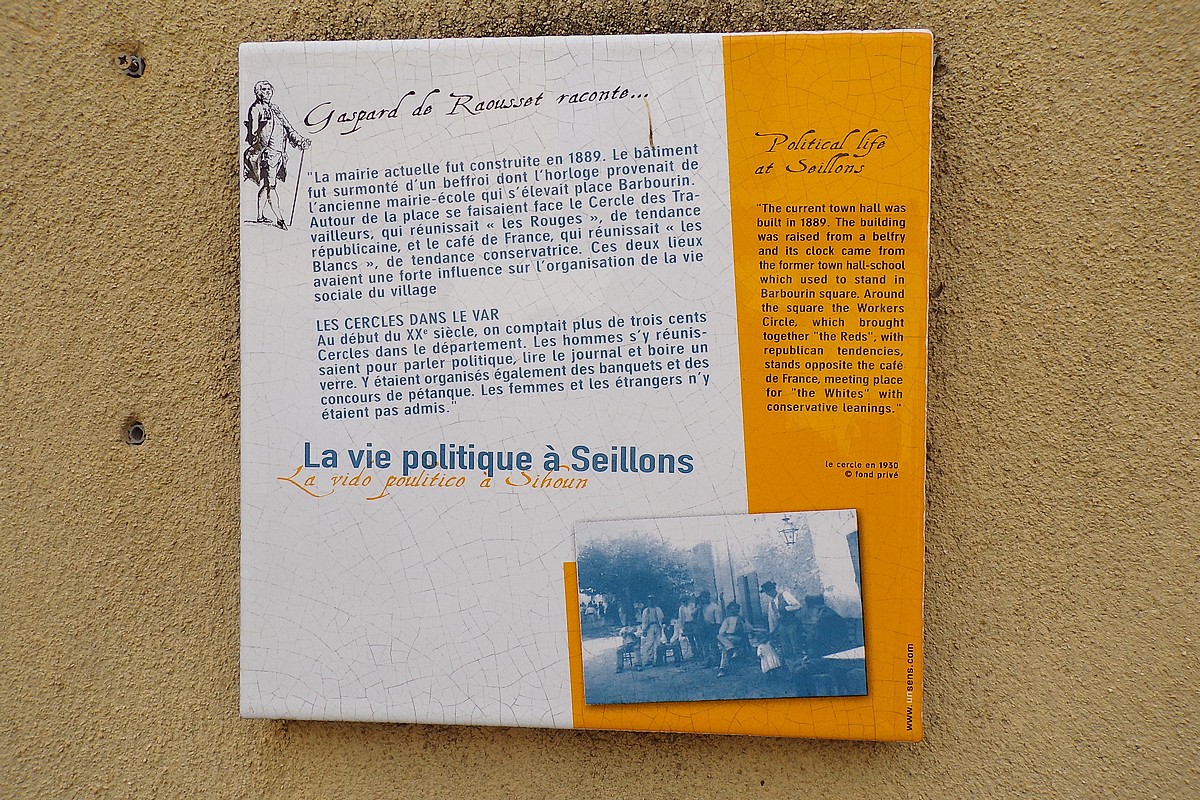 Gaspard de Raousset raconte...
"La mairie actuelle fut construite en 1889. Le bâtiment
fut surmonté d'un beffroi dont l'horloge provenait de
l'ancienne mairie-école qui s'élevait place Barbourin.
Autour de la place se faisaient face le Cercle des Tra-
vailleurs, qui réunissait « les Rouges », de tendance
républicaine, et le café de France, qui réunissait « les
Blancs », de tendance conservatrice. Ces deux lieux
avaient une forte influence sur l'organisation de la vie
sociale du village
LES CERCLES DANS LE VAR
Au début du XXe siècle, on comptait plus de trois cents
Cercles dans le département. Les hommes s'y réunis-
saient pour parler politique, lire le journal et boire un
verre. Y étaient organisés également des banquets et des
concours de pétanque. Les femmes et les étrangers n'y
étaient pas admis."
La vie politique à Seillons
La vido poulitico à Sihoun
Political life
at Seillons
"The current town hall was
built in 1889. The building
was raised from a belfry
and its clock came from
the former town hall-school
which used to stand in
Barbourin square. Around
the square the Workers
Circle, which brought
together "the Reds", with
republican tendencies,
stands opposite the café
de France, meeting place
for "the Whites" with
conservative leanings."
le cercle en 1930
© fond privé
www.unsens.com